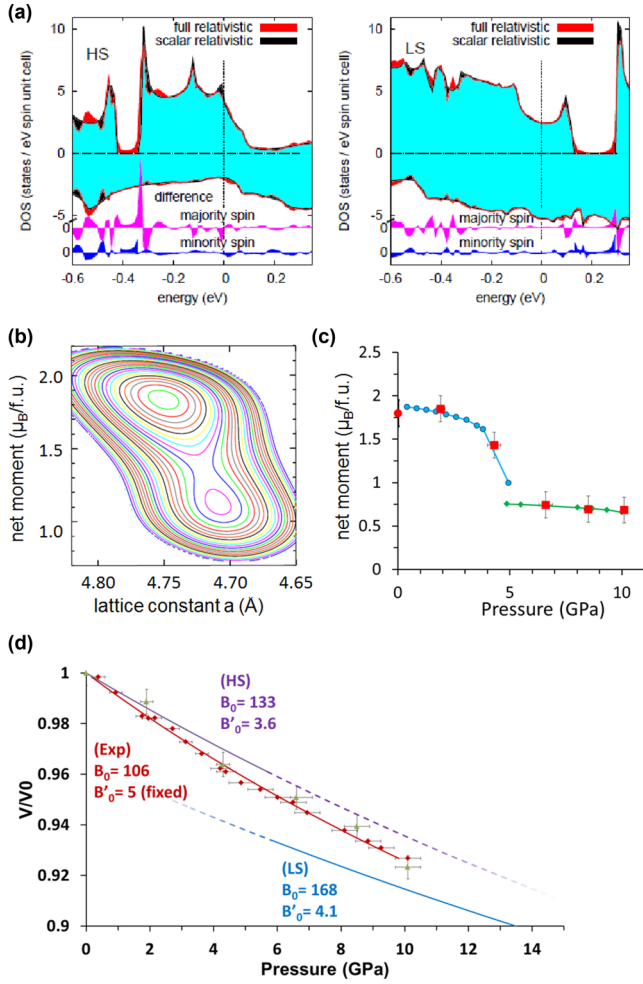 (a)
full relativistic
scalar relativistic
HS
DOS (states / eV spin unit cell)
10
5
0
-5
0
0
difference
majority spin
minority spin
-0.6
-0.4
-0.2
0
0.2
energy (eV)
full relativistic
scalar relativistic
LS
DOS (states / eV spin unit cell)
10
5
0
-5
0
0
majority spin
minority spin
-0.6
-0.4
-0.2
0
0.2
energy (eV)
(b)
net moment (μB/f.u.)
2.0
1.5
1.0
4.80
4.75
4.70
4.65
lattice constant a (Å)
(c)
net moment (μB/f.u.)
2.5
2
1.5
1
0.5
0
0
5
10
Pressure (GPa)
(d)
V/V0
1
0.98
0.96
0.94
0.92
0.9
(HS)
B0= 133
B'0= 3.6
(Exp)
B0= 106
B'0= 5 (fixed)
(LS)
B0= 168
B'0= 4.1
0
2
4
6
8
10
12
14
Pressure (GPa)